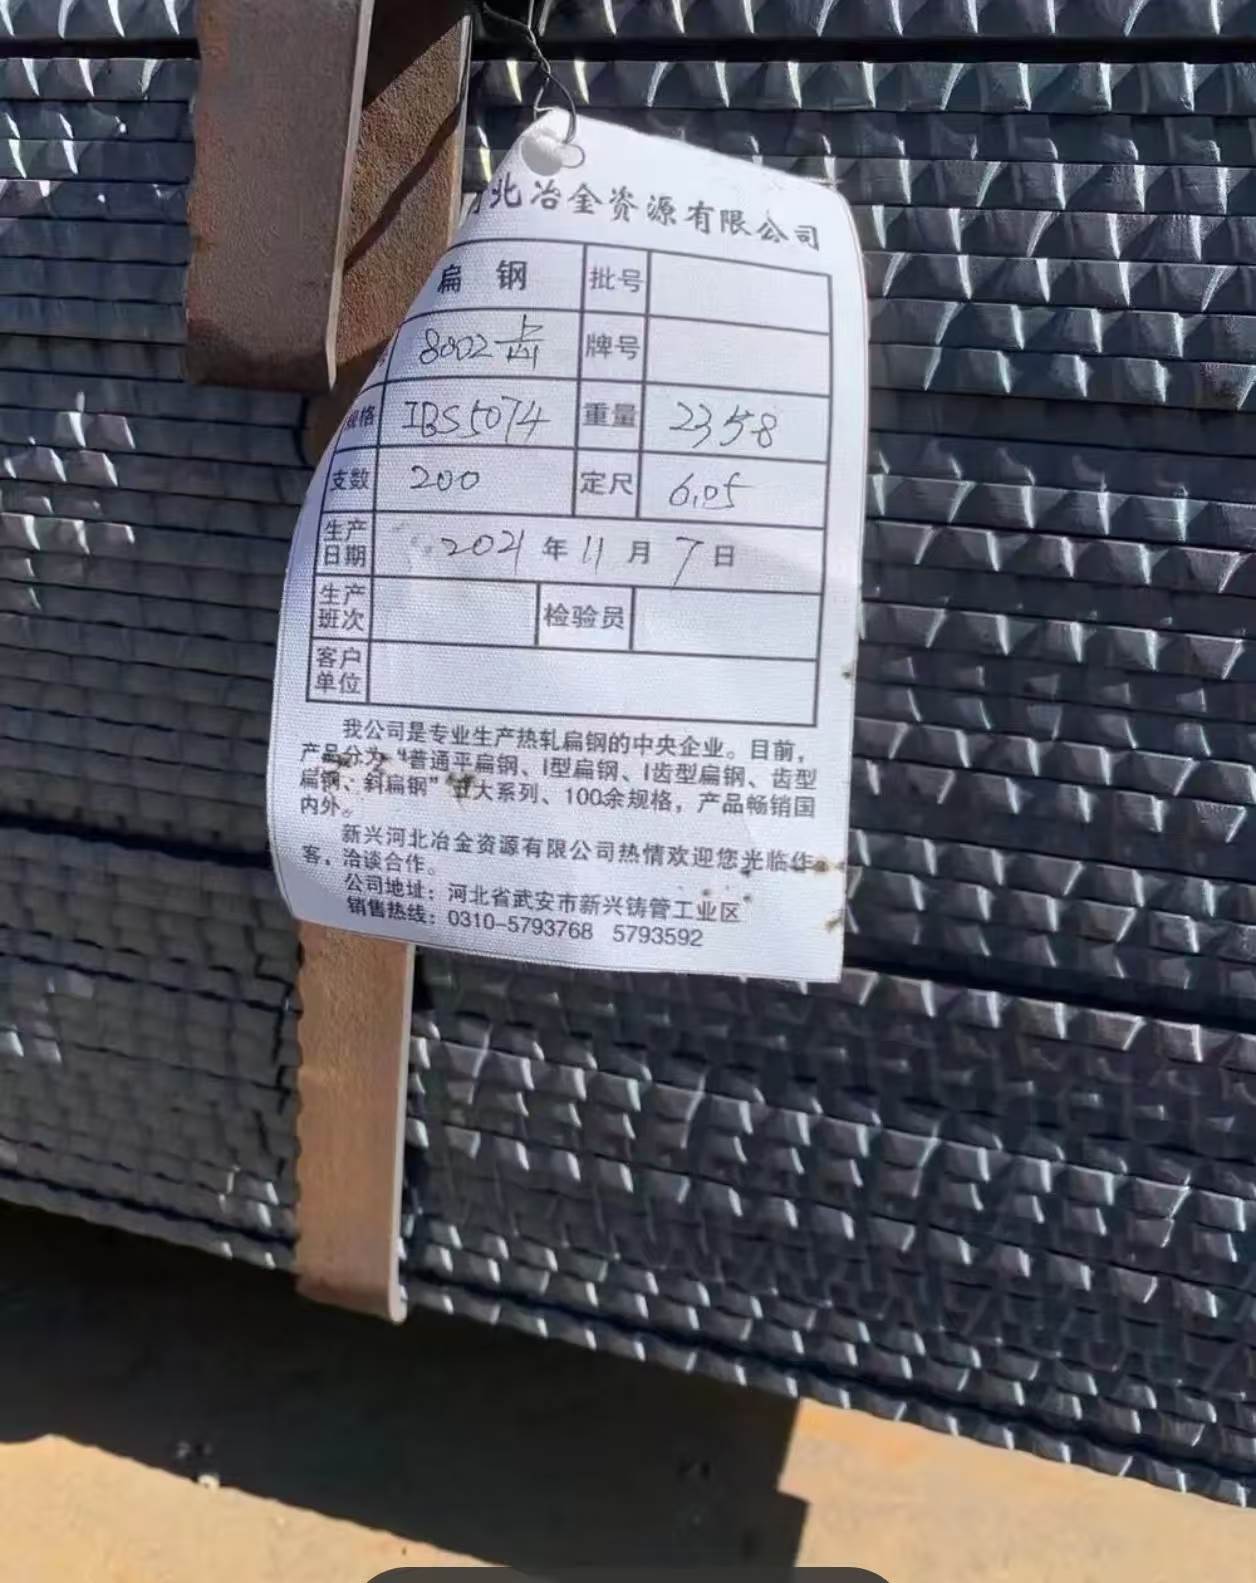 北冶金资源有限公司
扁 钢 批号
8002齿 牌号
规格 IBS5074 重量 2358
支数 200 定尺 6.05
生产日期 2021 年 11 月 7 日
生产班次 检验员
客户单位
我公司是专业生产热轧扁钢的中央企业。目前，
产品分为“普通平扁钢、I型扁钢、I齿型扁钢、齿型
扁钢、斜扁钢”五大系列、100余规格，产品畅销国
内外。
新兴河北冶金资源有限公司热情欢迎您光临作
客，洽谈合作。
公司地址：河北省武安市新兴铸管工业区
销售热线：0310-5793768 5793592